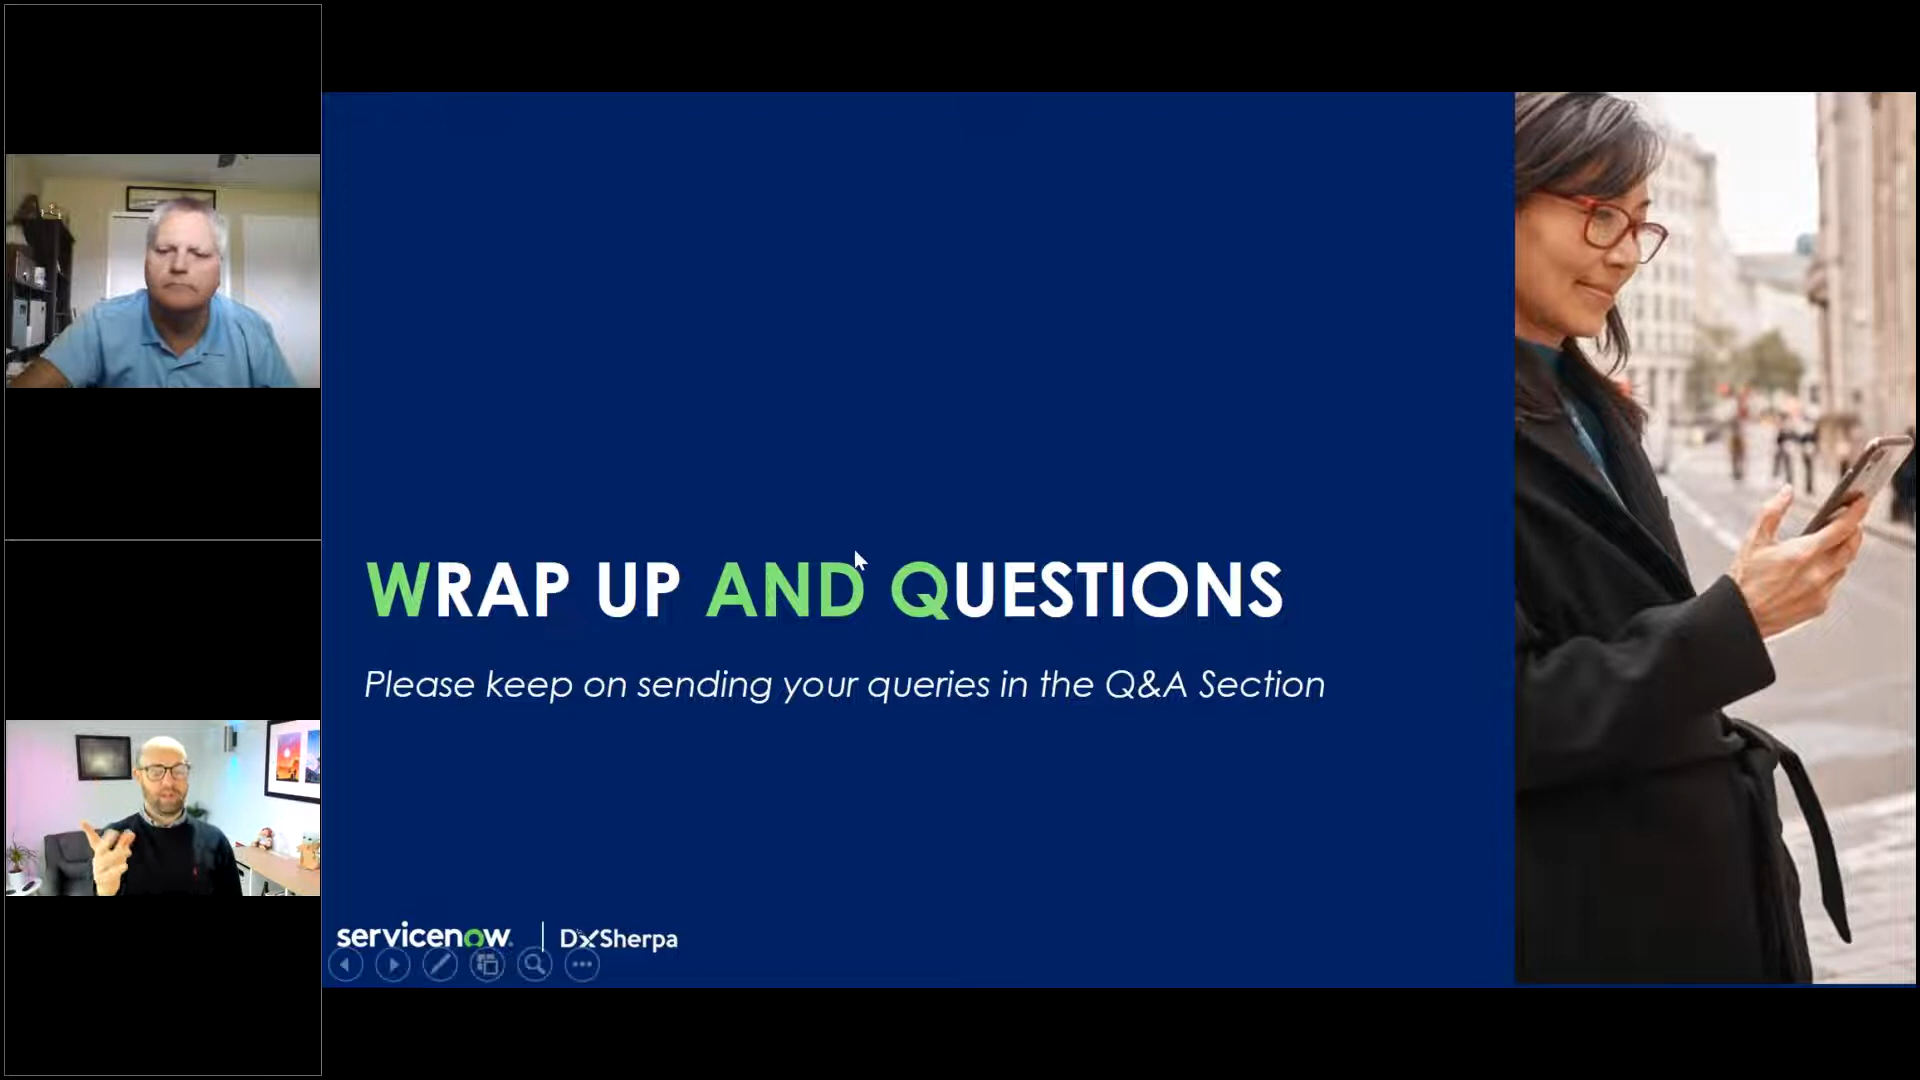 WRAP UP AND QUESTIONS
Please keep on sending your queries in the Q&A Section
servicenow. | DxSherpa